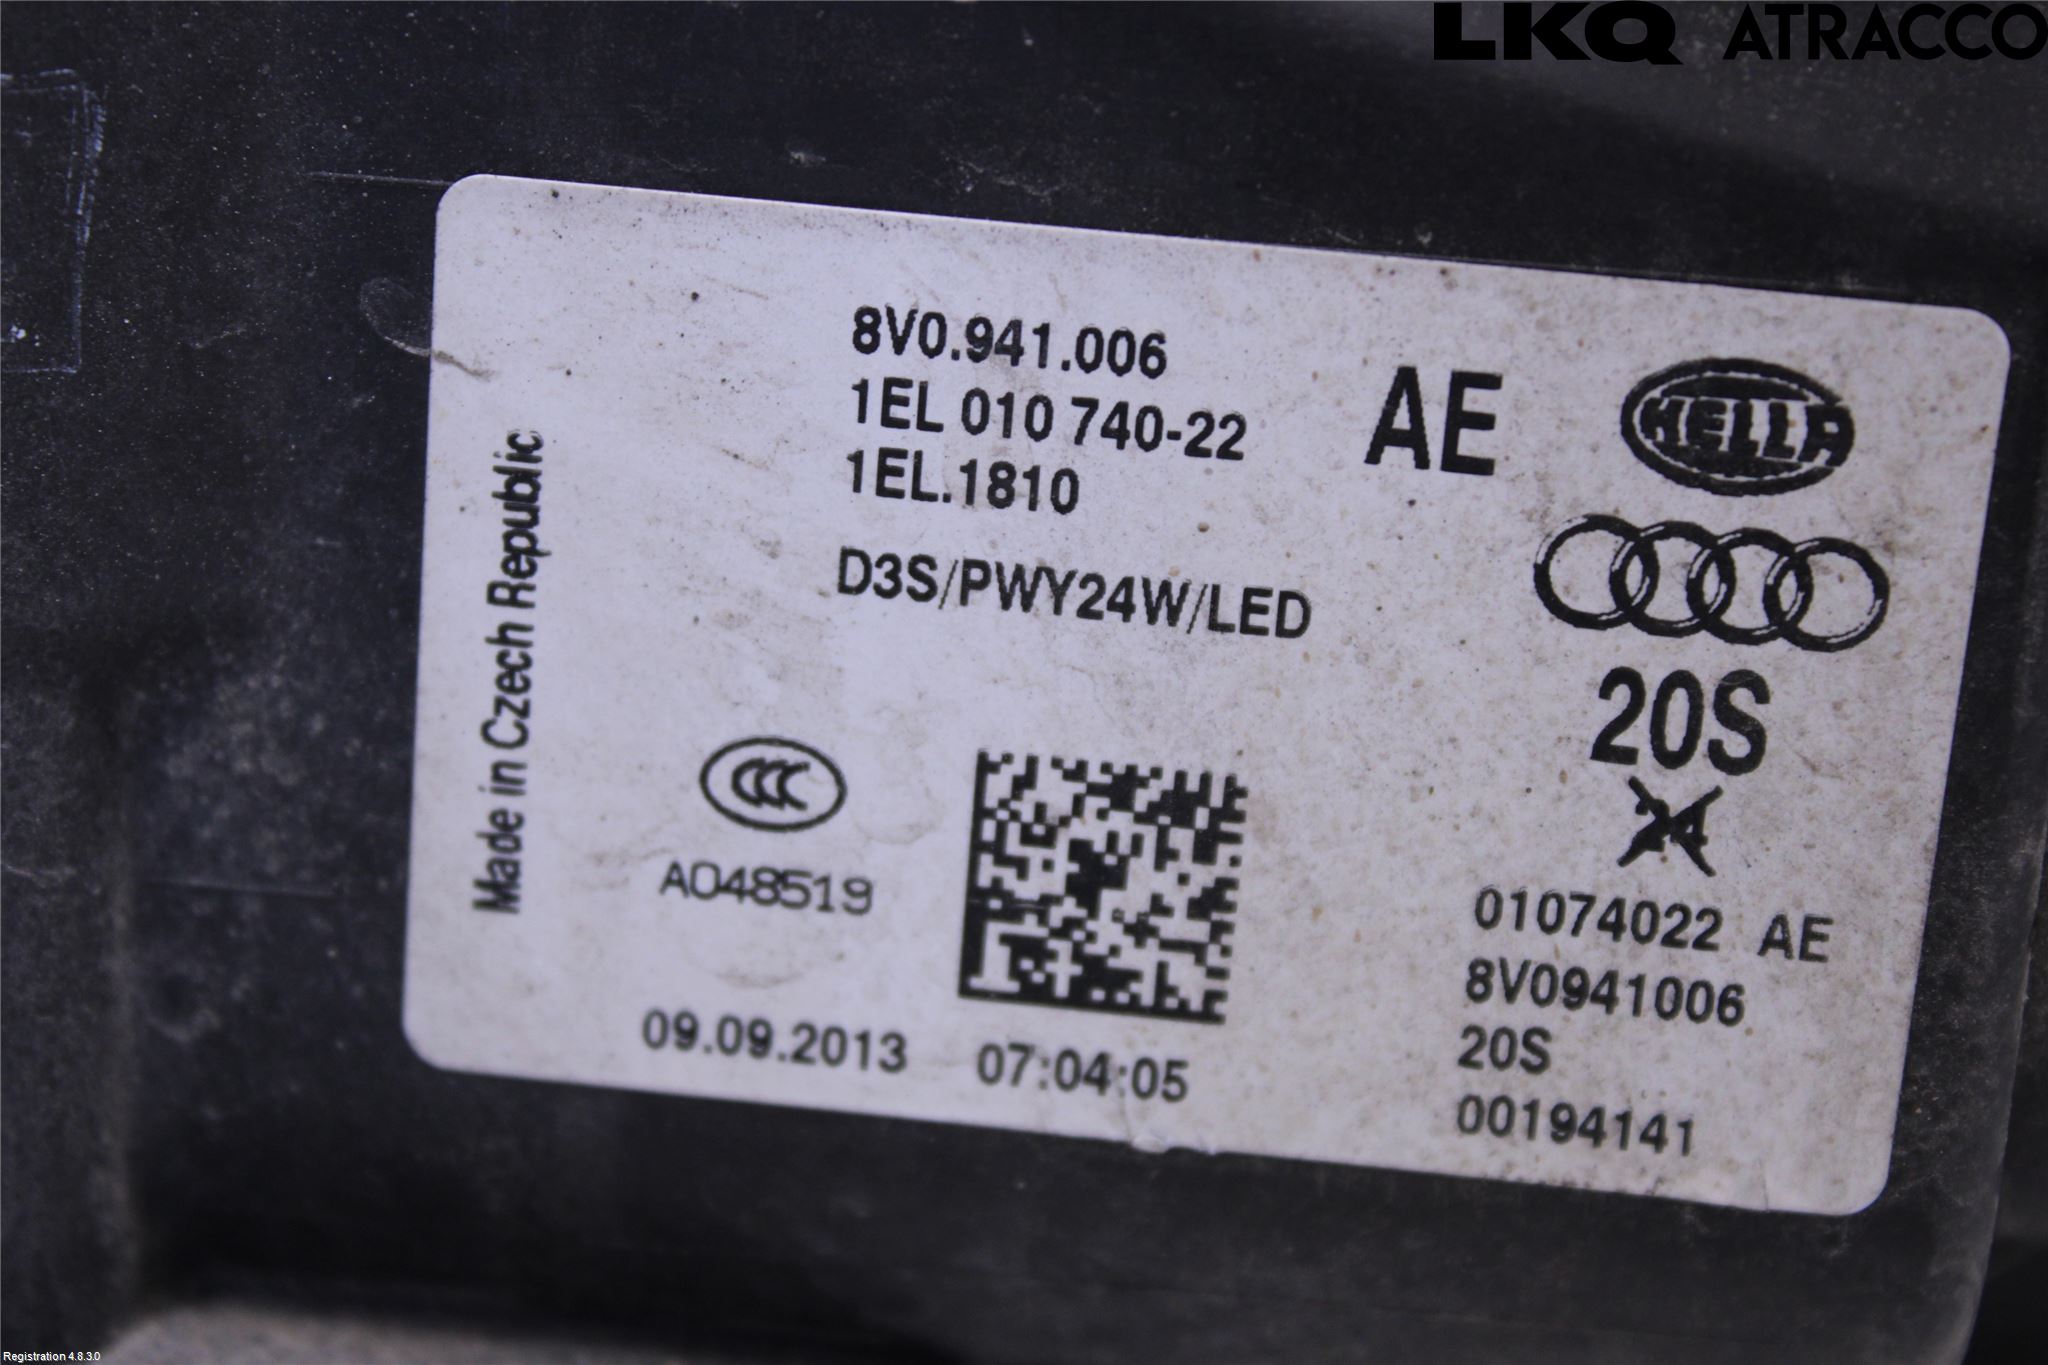 LKQ ATRACCO
8V0.941.006
1EL 010 740-22
1EL.1810
AE
HELLA
D3S/PWY24W/LED
20S
24
Made in Czech Republic
CCC
A048519
01074022 AE
8V0941006
20S
00194141
09.09.2013 07:04:05
Registration 4.8.3.0